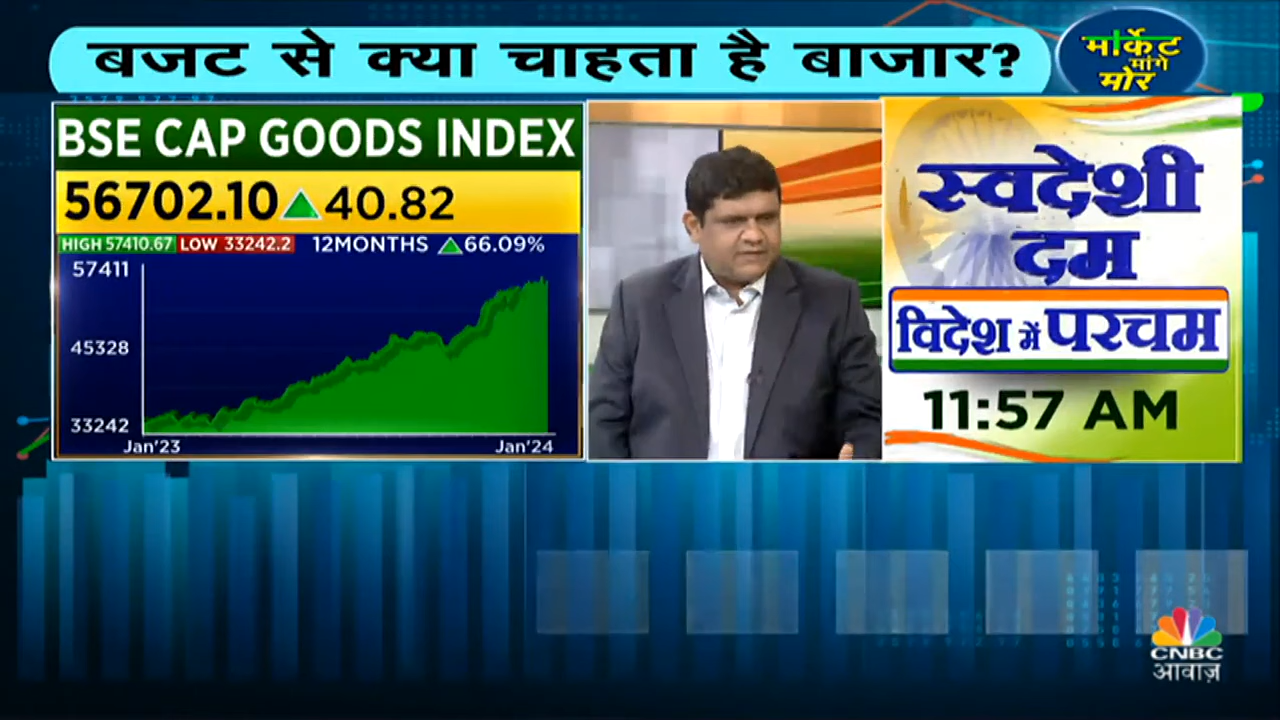 बजट से क्या चाहता है बाजार?
मार्केट
मांगे
मोर
BSE CAP GOODS INDEX
56702.10 ▲ 40.82
HIGH 57410.67 LOW 33242.2 12MONTHS ▲ 66.09%
57411
45328
33242
Jan'23 Jan'24
स्वदेशी
दम
विदेश में परचम
11:57 AM
CNBC
आवाज़